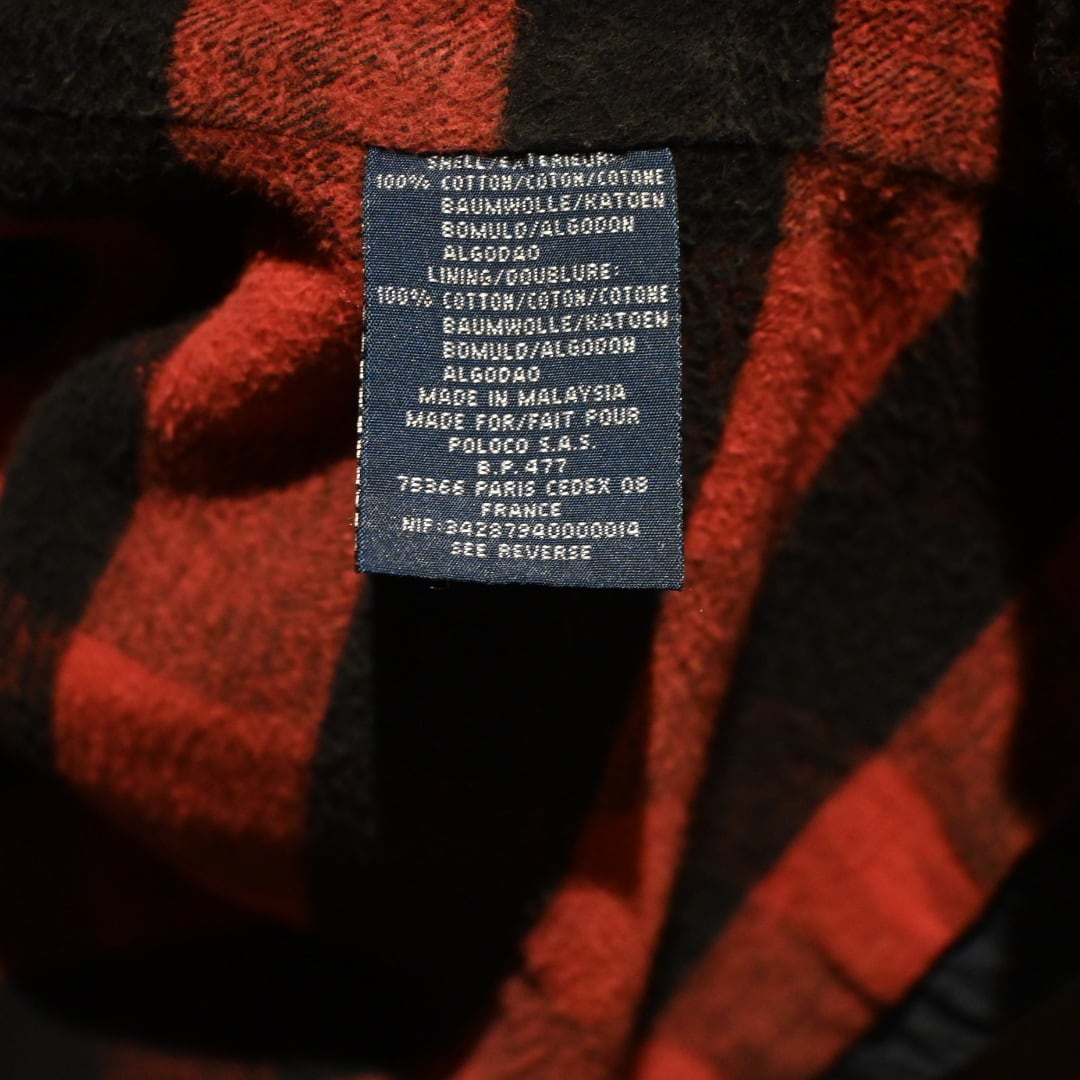 SHELL/EXTERIEUR:
100% COTTON/COTON/COTONE
BAUMWOLLE/KATOEN
BOMULD/ALGODON
ALGODAO
LINING/DOUBLURE:
100% COTTON/COTON/COTONE
BAUMWOLLE/KATOEN
BOMULD/ALGODON
ALGODAO
MADE IN MALAYSIA
MADE FOR/FAIT POUR
POLOCO S.A.S.
B.P. 477
75366 PARIS CEDEX 08
FRANCE
NIF:34287940000014
SEE REVERSE